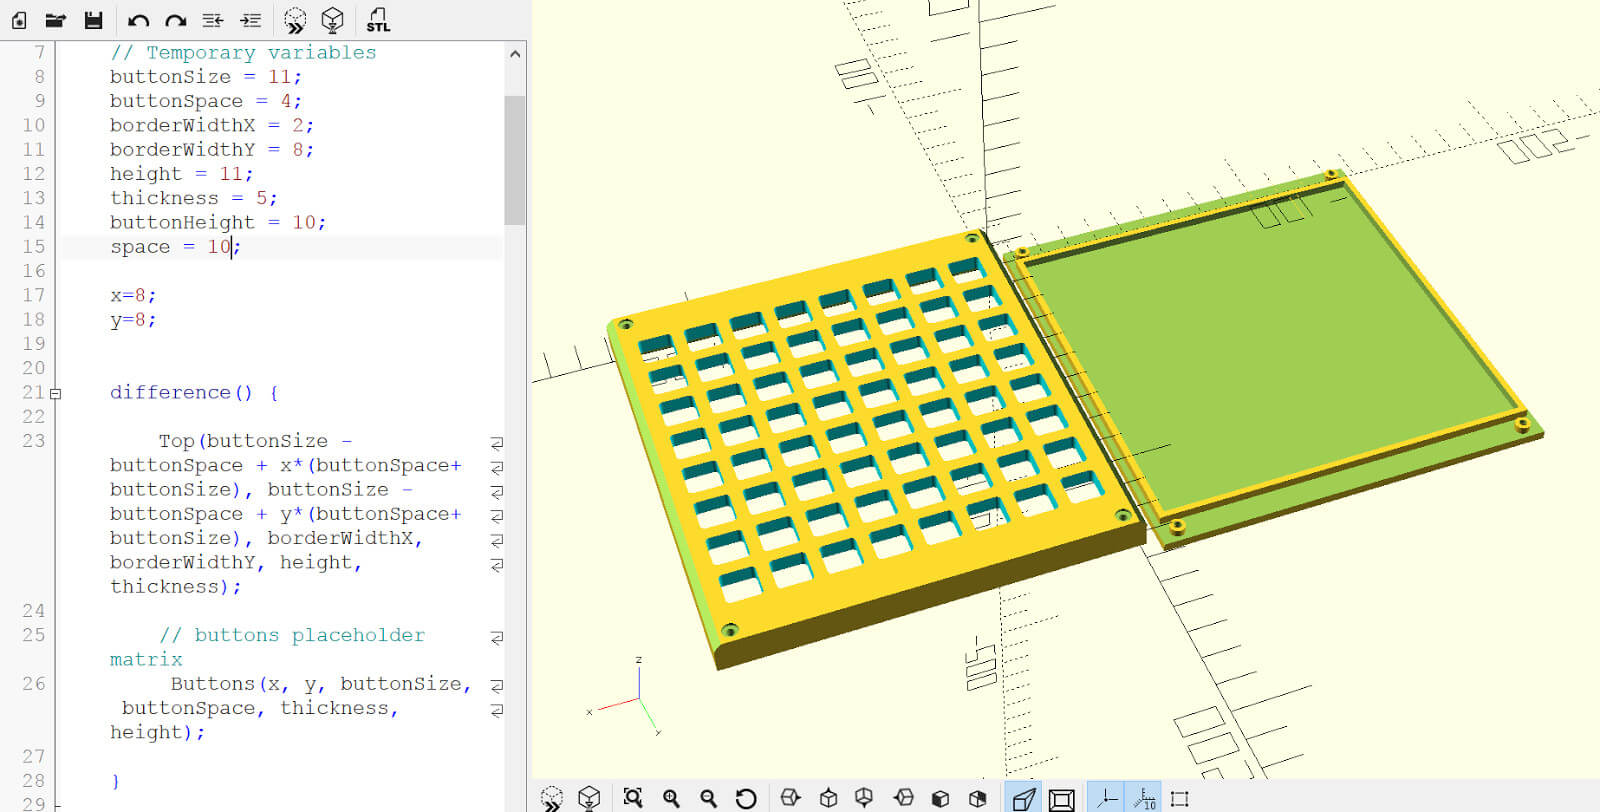 STL
7 // Temporary variables
8 buttonSize = 11;
9 buttonSpace = 4;
10 borderWidthX = 2;
11 borderWidthY = 8;
12 height = 11;
13 thickness = 5;
14 buttonHeight = 10;
15 space = 10;
16
17 x=8;
18 y=8;
19
20
21 difference() {
22
23 Top(buttonSize -
buttonSpace + x*(buttonSpace+
buttonSize), buttonSize -
buttonSpace + y*(buttonSpace+
buttonSize), borderWidthX,
borderWidthY, height,
thickness);
24
25 // buttons placeholder
matrix
26 Buttons(x, y, buttonSize,
buttonSpace, thickness,
height);
27
28 }
29
z
x
y
10